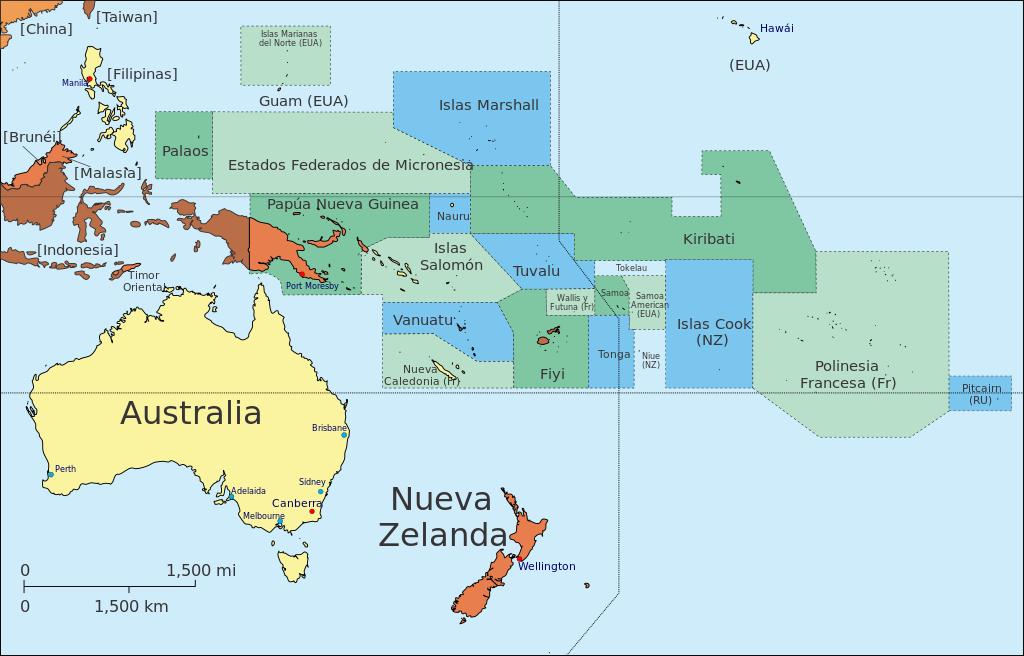 [Taiwan]
[China]
Islas Marianas
del Norte (EUA)
Hawái
(EUA)
[Filipinas]
Manila
Guam (EUA)
Islas Marshall
[Brunéi]
Palaos
Estados Federados de Micronesia
[Malasia]
Papúa Nueva Guinea
Nauru
Kiribati
[Indonesia]
Islas
Salomón
Timor
Oriental
Port Moresby
Tuvalu
Tokelau
Wallis y
Futuna (Fr)
Samoa
Samoa
American
(EUA)
Vanuatu
Islas Cook
(NZ)
Nueva
Caledonia (Fr)
Fiyi
Tonga
Niue
(NZ)
Polinesia
Francesa (Fr)
Pitcairn
(RU)
Australia
Brisbane
Perth
Adelaida
Sídney
Canberra
Melbourne
Nueva
Zelanda
Wellington
0 1,500 mi
0 1,500 km